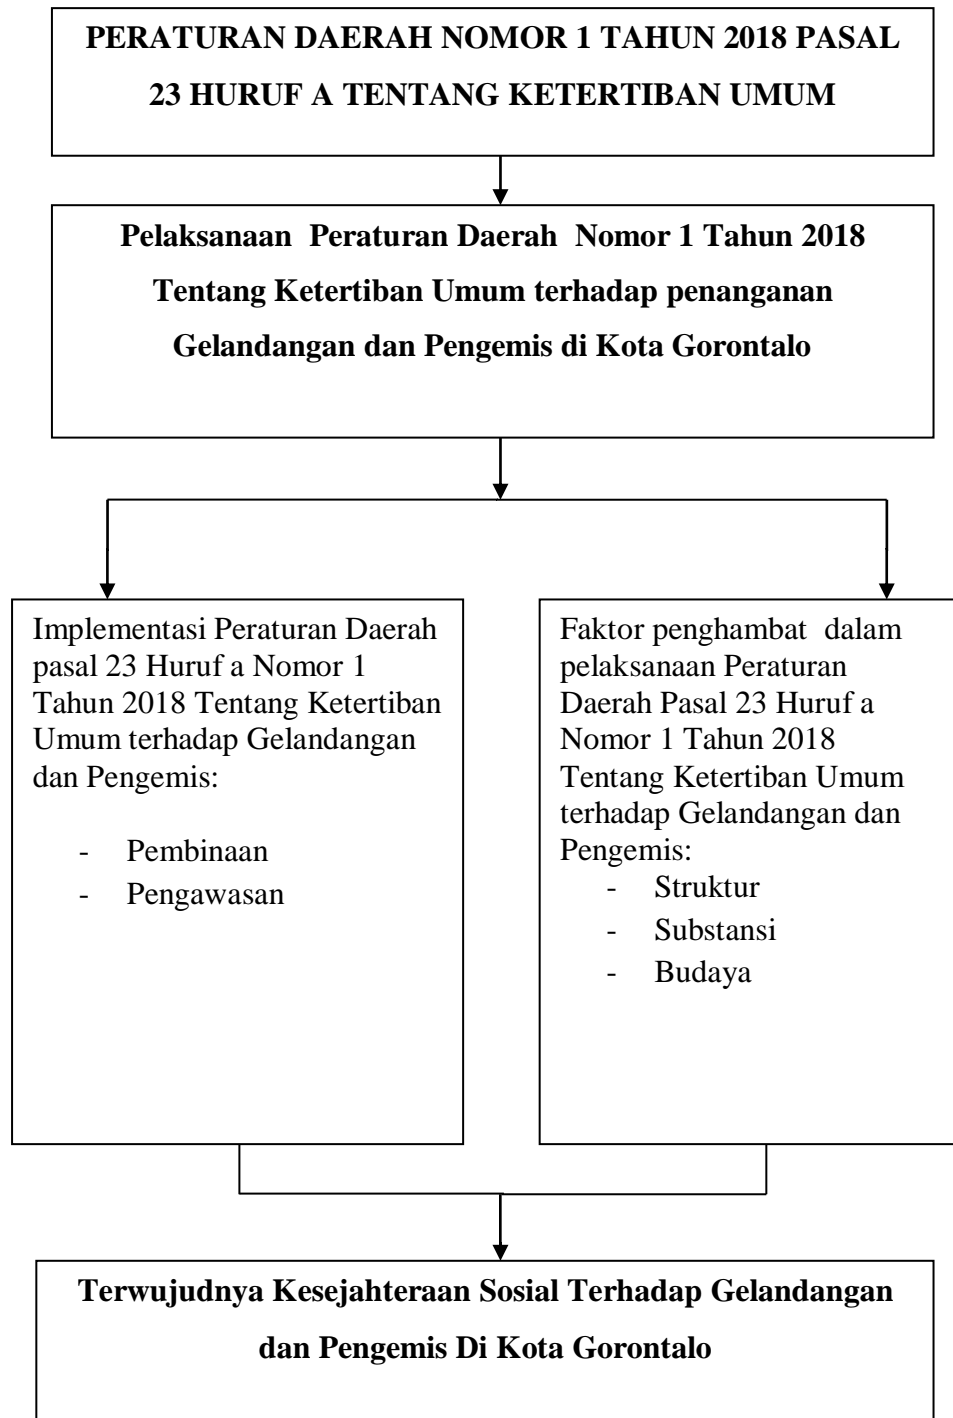 PERATURAN DAERAH NOMOR 1 TAHUN 2018 PASAL
23 HURUF A TENTANG KETERTIBAN UMUM
Pelaksanaan Peraturan Daerah Nomor 1 Tahun 2018
Tentang Ketertiban Umum terhadap penanganan
Gelandangan dan Pengemis di Kota Gorontalo
Implementasi Peraturan Daerah
pasal 23 Huruf a Nomor 1
Tahun 2018 Tentang Ketertiban
Umum terhadap Gelandangan
dan Pengemis:
- Pembinaan
- Pengawasan
Faktor penghambat dalam
pelaksanaan Peraturan
Daerah Pasal 23 Huruf a
Nomor 1 Tahun 2018
Tentang Ketertiban Umum
terhadap Gelandangan dan
Pengemis:
- Struktur
- Substansi
- Budaya
Terwujudnya Kesejahteraan Sosial Terhadap Gelandangan
dan Pengemis Di Kota Gorontalo